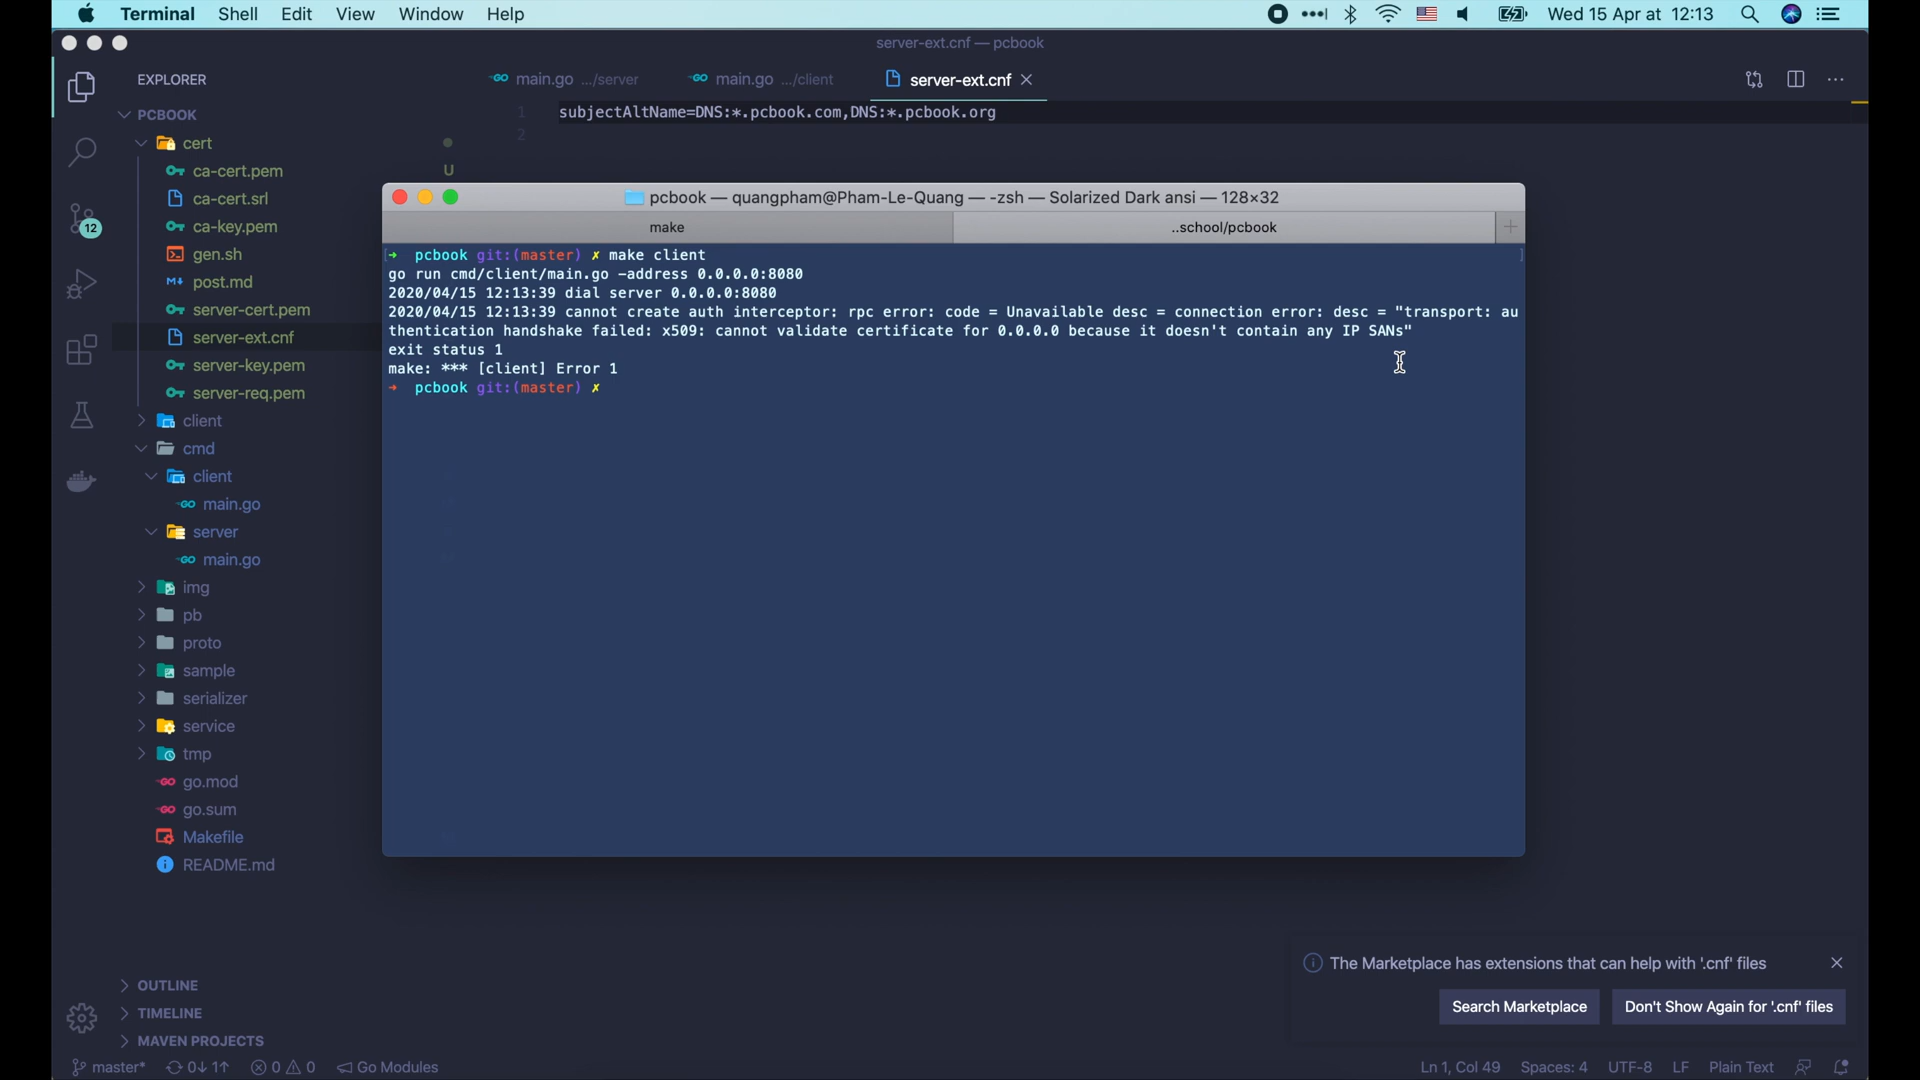 Terminal Shell Edit View Window Help
Wed 15 Apr at 12:13
server-ext.cnf — pcbook
EXPLORER
main.go .../server
main.go .../client
server-ext.cnf
PCBOOK
1 subjectAltName=DNS:*.pcbook.com,DNS:*.pcbook.org
2
cert
ca-cert.pem U
ca-cert.srl
ca-key.pem
12
gen.sh
post.md
server-cert.pem
server-ext.cnf
server-key.pem
server-req.pem
client
cmd
client
main.go
server
main.go
img
pb
proto
sample
serializer
service
tmp
go.mod
go.sum
Makefile
README.md
OUTLINE
TIMELINE
MAVEN PROJECTS
pcbook — quangpham@Pham-Le-Quang — -zsh — Solarized Dark ansi — 128×32
make
..school/pcbook
[➜ pcbook git:(master) ✗ make client ]
go run cmd/client/main.go -address 0.0.0.0:8080
2020/04/15 12:13:39 dial server 0.0.0.0:8080
2020/04/15 12:13:39 cannot create auth interceptor: rpc error: code = Unavailable desc = connection error: desc = "transport: au
thentication handshake failed: x509: cannot validate certificate for 0.0.0.0 because it doesn't contain any IP SANs"
exit status 1
make: *** [client] Error 1
➜ pcbook git:(master) ✗
The Marketplace has extensions that can help with '.cnf' files
Search Marketplace
Don't Show Again for '.cnf' files
master* 0↓ 1↑ 0 0 Go Modules
Ln 1, Col 49 Spaces: 4 UTF-8 LF Plain Text